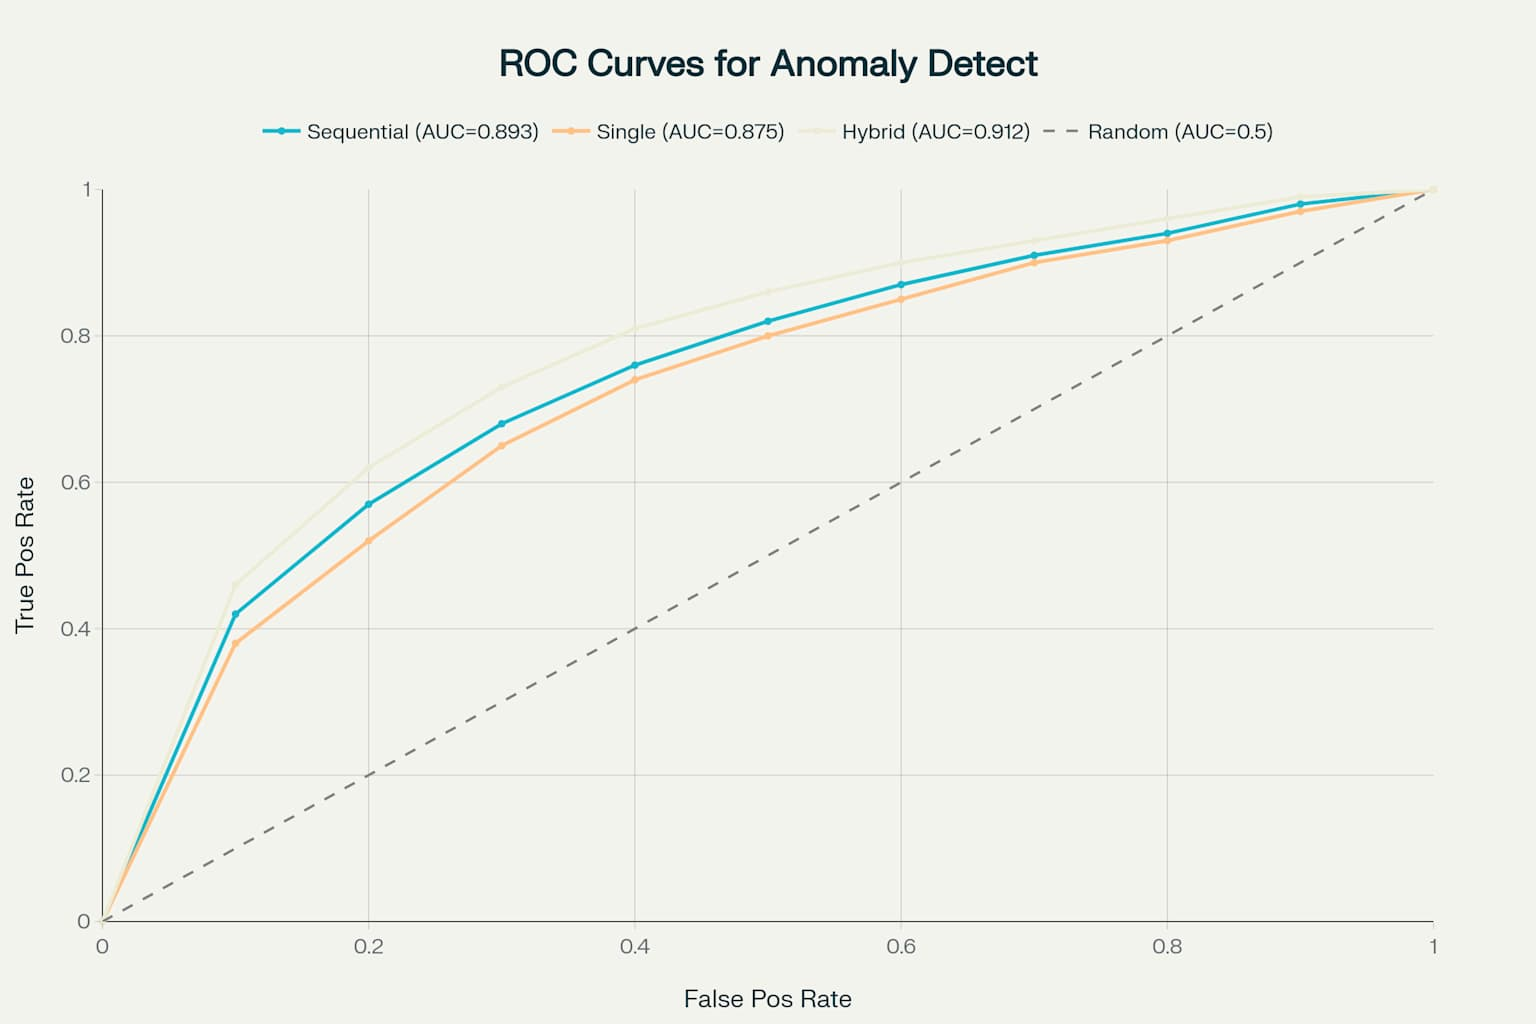 ROC Curves for Anomaly Detect
Sequential (AUC=0.893) Single (AUC=0.875) Hybrid (AUC=0.912) Random (AUC=0.5)
1
0.8
0.6
0.4
0.2
0
True Pos Rate
0 0.2 0.4 0.6 0.8 1
False Pos Rate